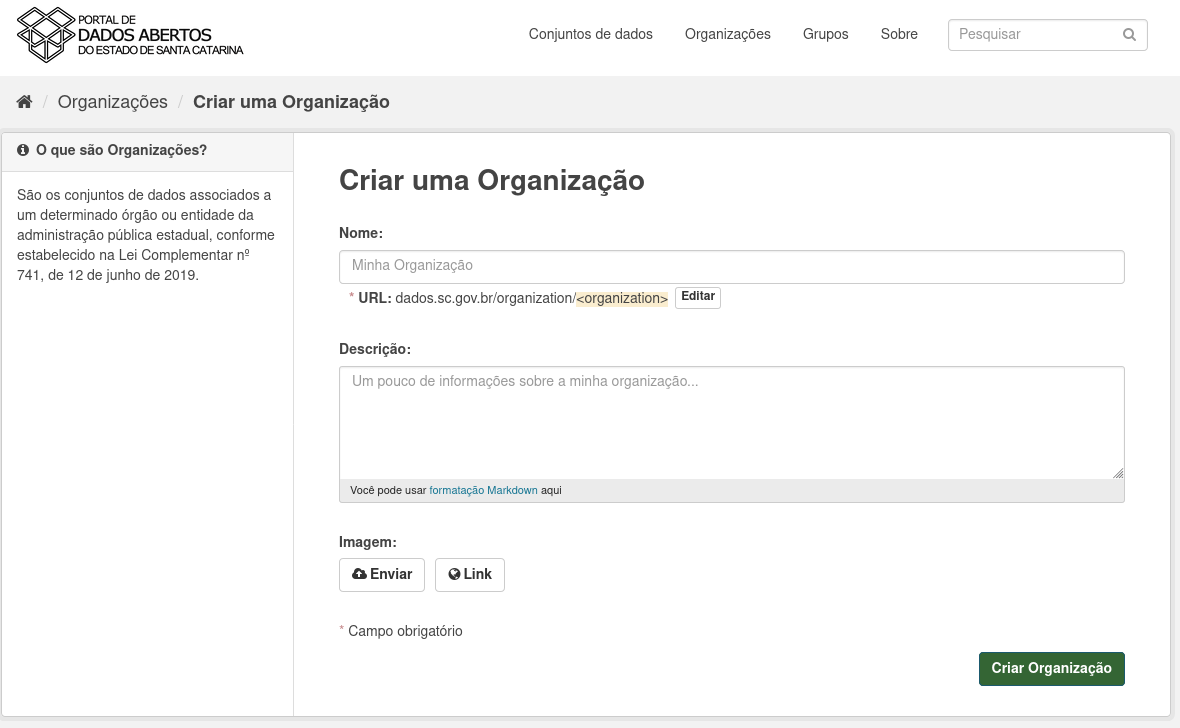 PORTAL DE
DADOS ABERTOS
DO ESTADO DE SANTA CATARINA
Conjuntos de dados Organizações Grupos Sobre Pesquisar
/ Organizações / Criar uma Organização
O que são Organizações?
São os conjuntos de dados associados a
um determinado órgão ou entidade da
administração pública estadual, conforme
estabelecido na Lei Complementar nº
741, de 12 de junho de 2019.
Criar uma Organização
Nome:
Minha Organização
* URL: dados.sc.gov.br/organization/<organization> Editar
Descrição:
Um pouco de informações sobre a minha organização...
Você pode usar formatação Markdown aqui
Imagem:
Enviar Link
* Campo obrigatório
Criar Organização